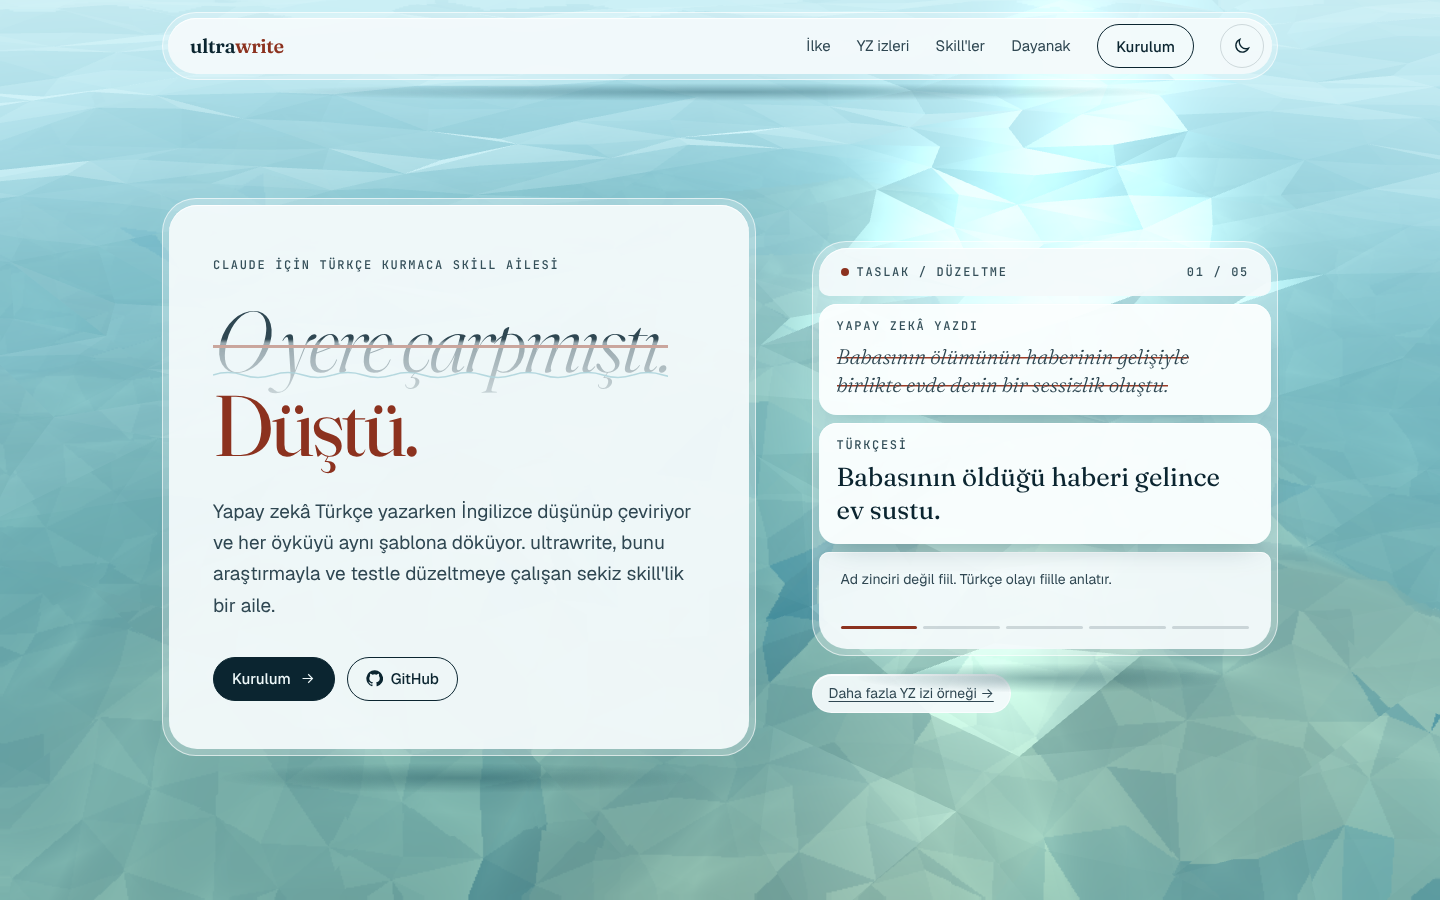 ultrawrite
İlke
YZ izleri
Skill'ler
Dayanak
Kurulum
CLAUDE İÇİN TÜRKÇE KURMACA SKİLL AİLESİ
O yere çarpmıştı.
Düştü.
Yapay zekâ Türkçe yazarken İngilizce düşünüp çeviriyor
ve her öyküyü aynı şablona döküyor. ultrawrite, bunu
araştırmayla ve testle düzeltmeye çalışan sekiz skill'lik
bir aile.
Kurulum →
GitHub
TASLAK / DÜZELTME
01 / 05
YAPAY ZEKÂ YAZDI
Babasının ölümünün haberinin gelişiyle
birlikte evde derin bir sessizlik oluştu.
TÜRKÇESİ
Babasının öldüğü haberi gelince
ev sustu.
Ad zinciri değil fiil. Türkçe olayı fiille anlatır.
Daha fazla YZ izi örneği →